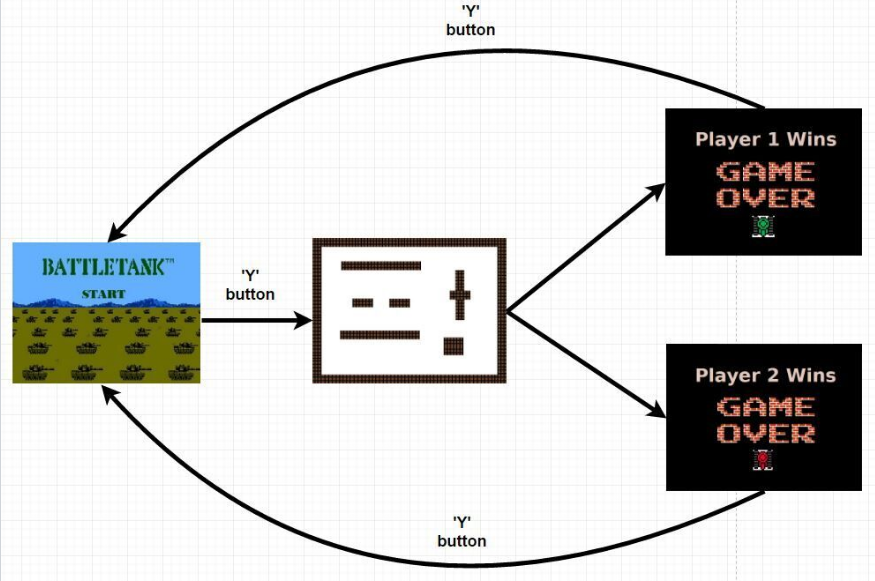 'Y'
button
Player 1 Wins
GAME
OVER
BATTLETANK™
START
'Y'
button
Player 2 Wins
GAME
OVER
'Y'
button